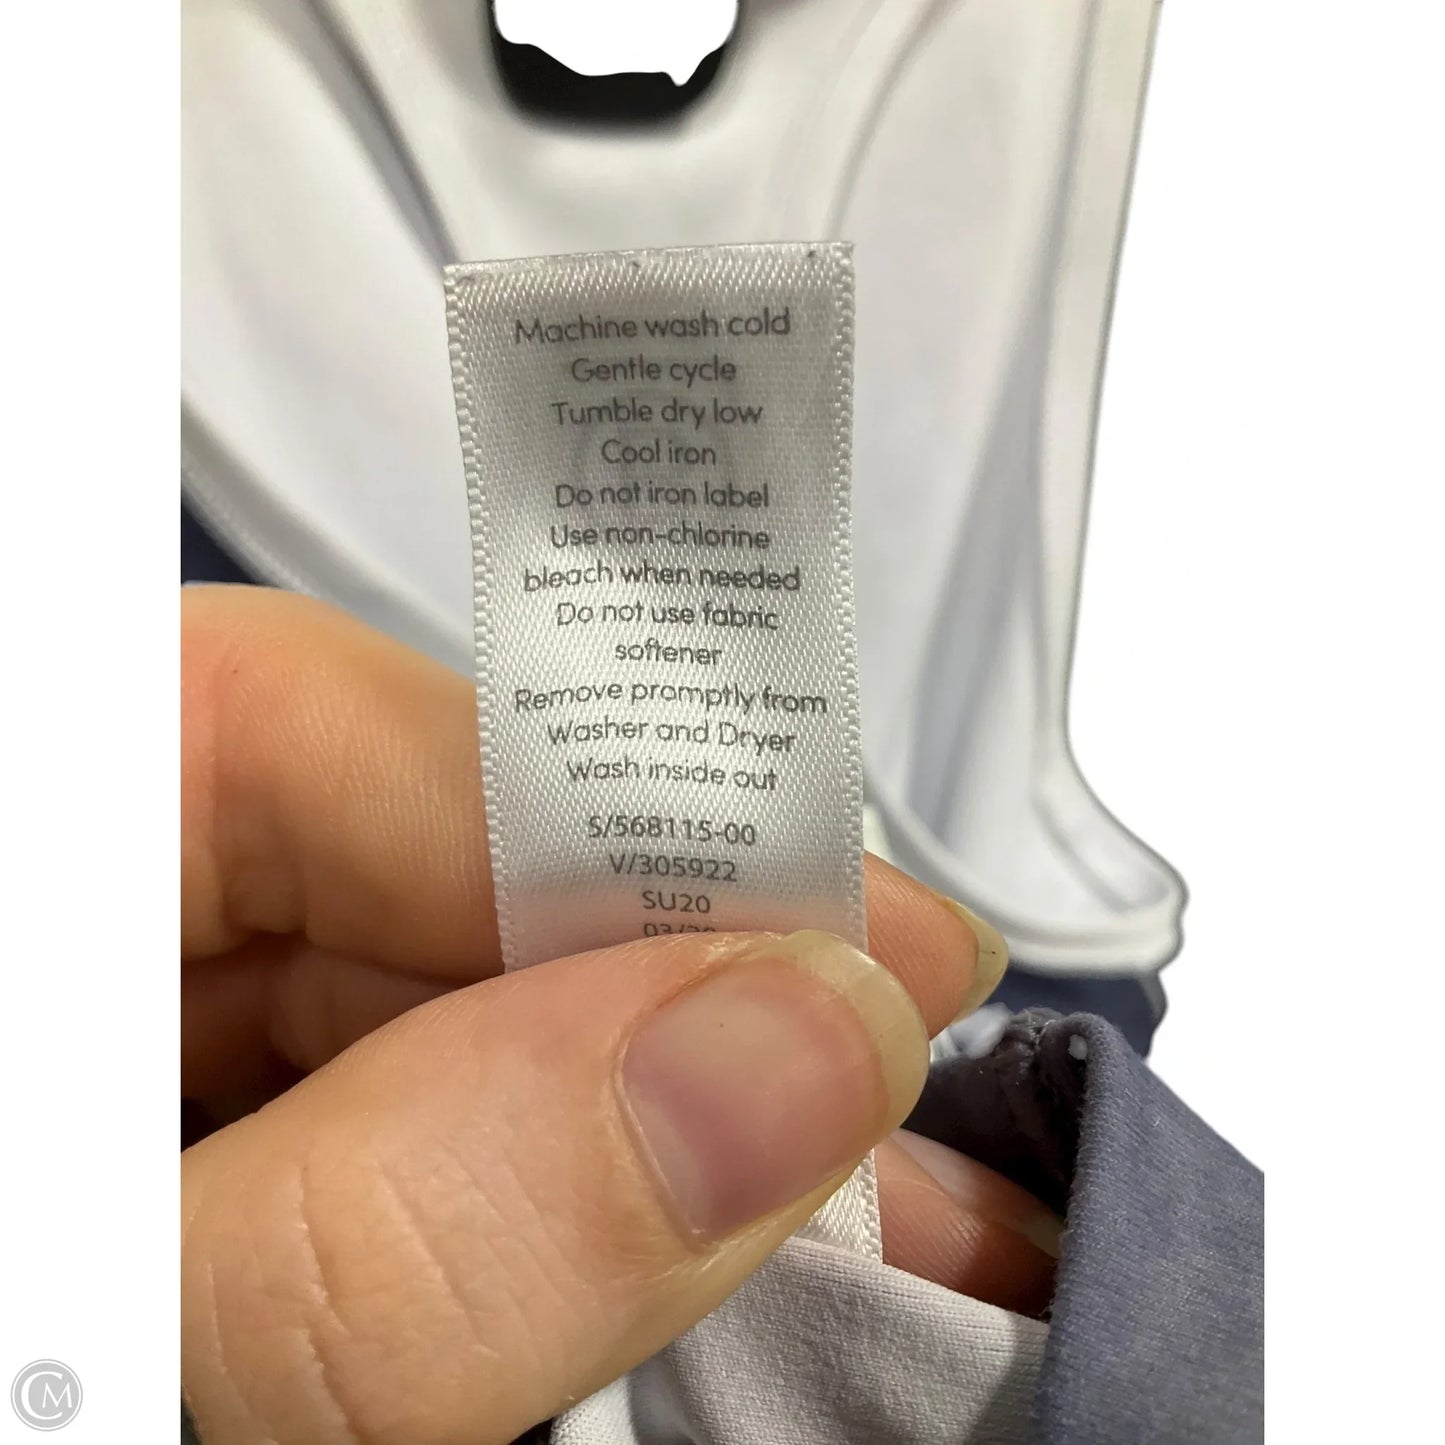 Machine wash cold
Gentle cycle
Tumble dry low
Cool iron
Do not iron label
Use non-chlorine
bleach when needed
Do not use fabric
softener
Remove promptly from
Washer and Dryer
Wash inside out
S/568115-00
V/305922
SU20
CM